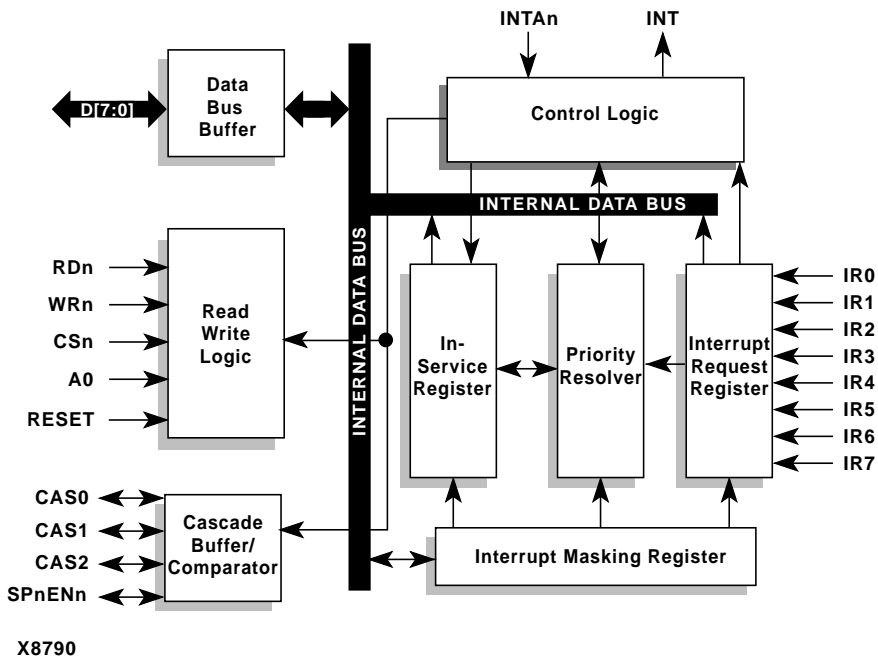 INTAn
INT
Data
Bus
Buffer
D[7:0]
Control Logic
INTERNAL DATA BUS
INTERNAL DATA BUS
RDn
WRn
CSn
A0
RESET
Read
Write
Logic
In-
Service
Register
Priority
Resolver
Interrupt
Request
Register
IR0
IR1
IR2
IR3
IR4
IR5
IR6
IR7
CAS0
CAS1
CAS2
SPnENn
Cascade
Buffer/
Comparator
Interrupt Masking Register
X8790